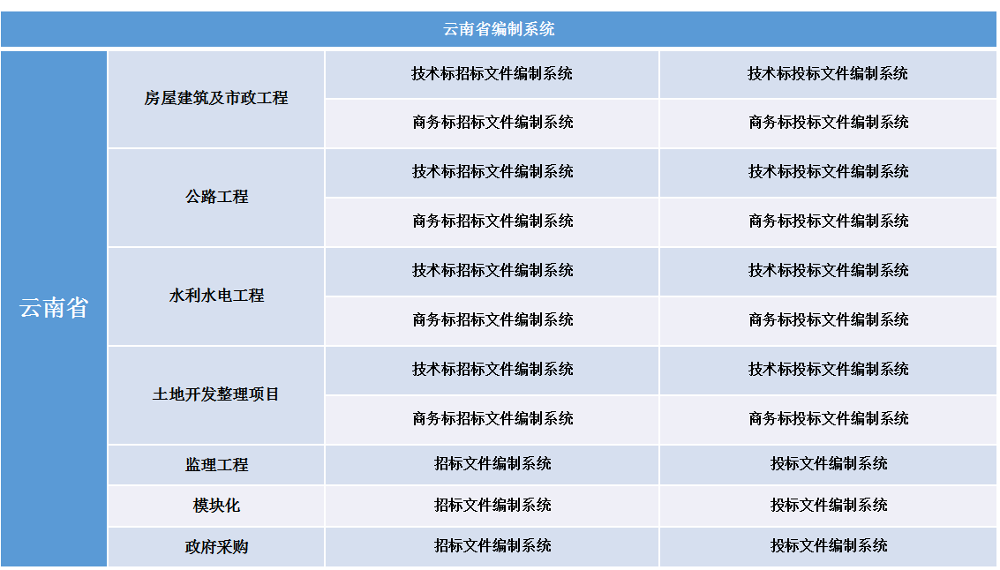 云南省编制系统
云南省
房屋建筑及市政工程
技术标招标文件编制系统
技术标投标文件编制系统
商务标招标文件编制系统
商务标投标文件编制系统
公路工程
技术标招标文件编制系统
技术标投标文件编制系统
商务标招标文件编制系统
商务标投标文件编制系统
水利水电工程
技术标招标文件编制系统
技术标投标文件编制系统
商务标招标文件编制系统
商务标投标文件编制系统
土地开发整理项目
技术标招标文件编制系统
技术标投标文件编制系统
商务标招标文件编制系统
商务标投标文件编制系统
监理工程
招标文件编制系统
投标文件编制系统
模块化
招标文件编制系统
投标文件编制系统
政府采购
招标文件编制系统
投标文件编制系统